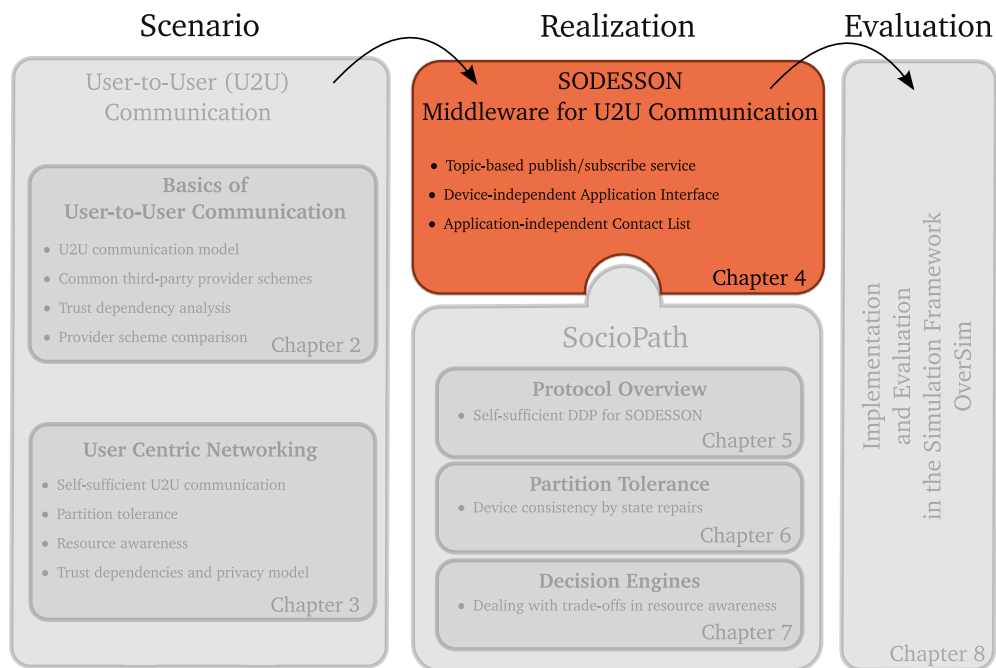 Scenario
User-to-User (U2U)
Communication
Basics of
User-to-User Communication
• U2U communication model
• Common third-party provider schemes
• Trust dependency analysis
• Provider scheme comparison
Chapter 2
User Centric Networking
• Self-sufficient U2U communication
• Partition tolerance
• Resource awareness
• Trust dependencies and privacy model
Chapter 3
Realization
SODESSON
Middleware for U2U Communication
• Topic-based publish/subscribe service
• Device-independent Application Interface
• Application-independent Contact List
Chapter 4
SocioPath
Protocol Overview
• Self-sufficient DDP for SODESSON
Chapter 5
Partition Tolerance
• Device consistency by state repairs
Chapter 6
Decision Engines
• Dealing with trade-offs in resource awareness
Chapter 7
Evaluation
Implementation
and Evaluation
in the Simulation Framework
OverSim
Chapter 8